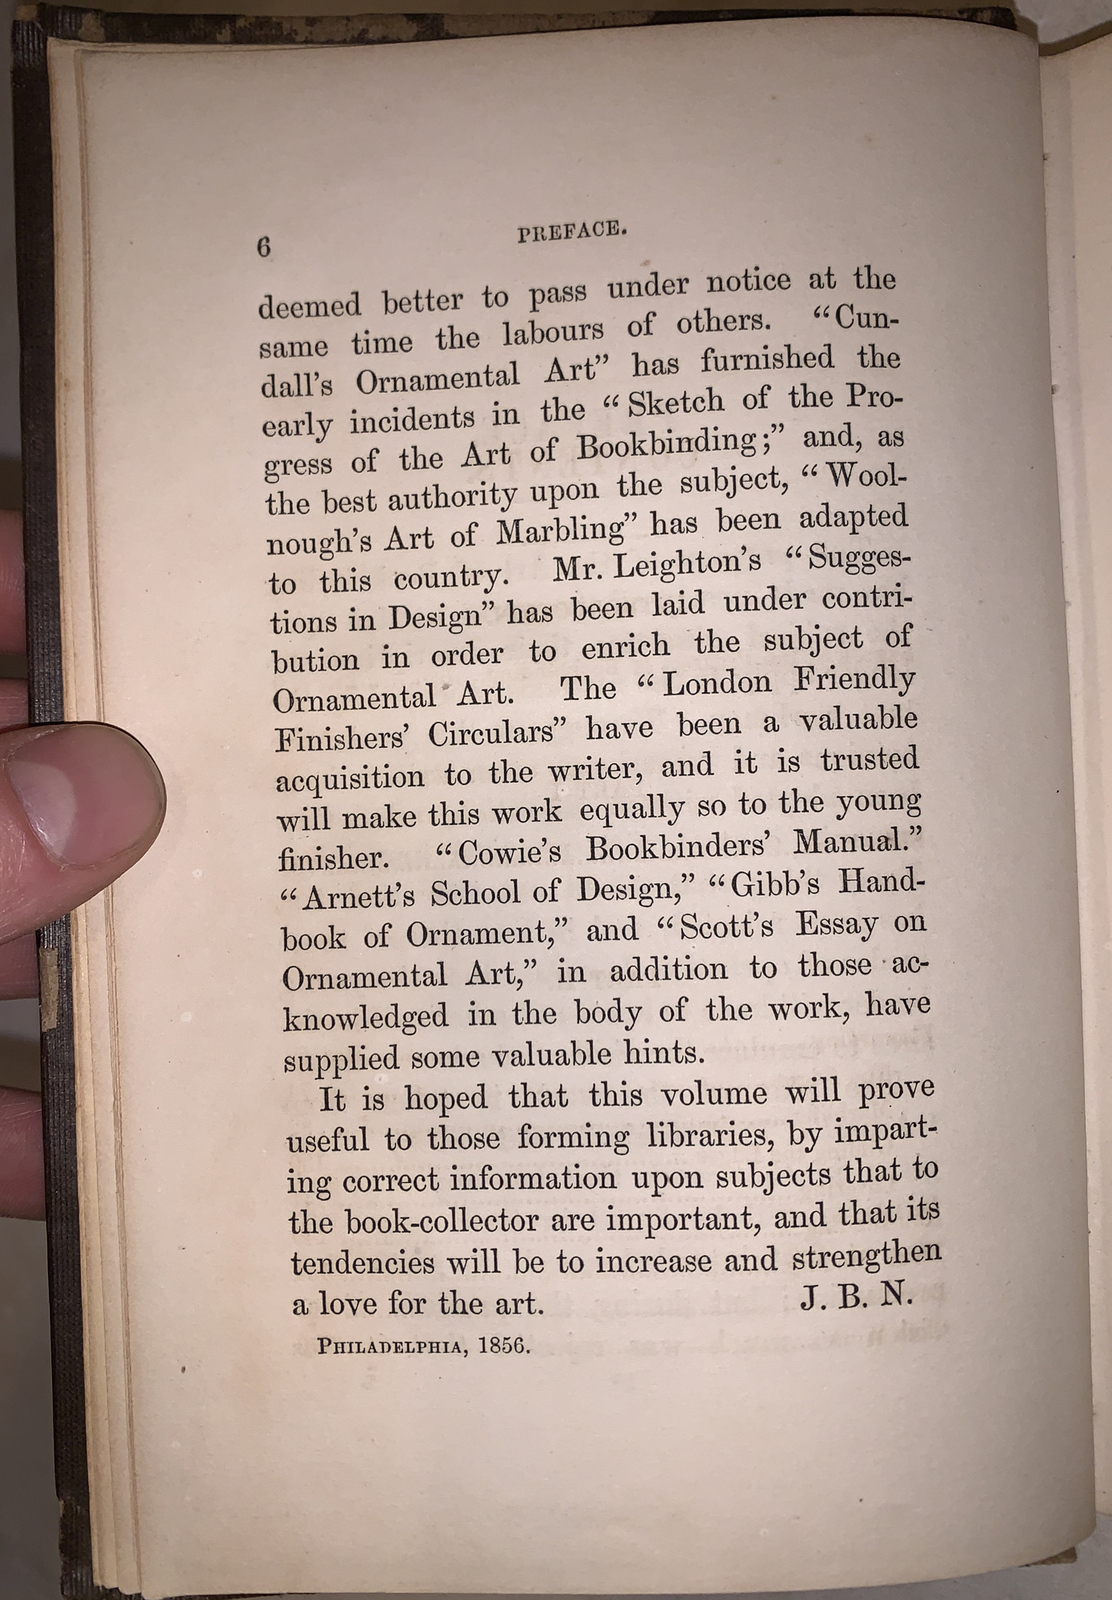 6 PREFACE.
deemed better to pass under notice at the
same time the labours of others. “Cun-
dall’s Ornamental Art” has furnished the
early incidents in the “Sketch of the Pro-
gress of the Art of Bookbinding;” and, as
the best authority upon the subject, “Wool-
nough’s Art of Marbling” has been adapted
to this country. Mr. Leighton’s “Sugges-
tions in Design” has been laid under contri-
bution in order to enrich the subject of
Ornamental Art. The “London Friendly
Finishers’ Circulars” have been a valuable
acquisition to the writer, and it is trusted
will make this work equally so to the young
finisher. “Cowie’s Bookbinders’ Manual.”
“Arnett’s School of Design,” “Gibb’s Hand-
book of Ornament,” and “Scott’s Essay on
Ornamental Art,” in addition to those ac-
knowledged in the body of the work, have
supplied some valuable hints.
It is hoped that this volume will prove
useful to those forming libraries, by impart-
ing correct information upon subjects that to
the book-collector are important, and that its
tendencies will be to increase and strengthen
a love for the art. J. B. N.
PHILADELPHIA, 1856.